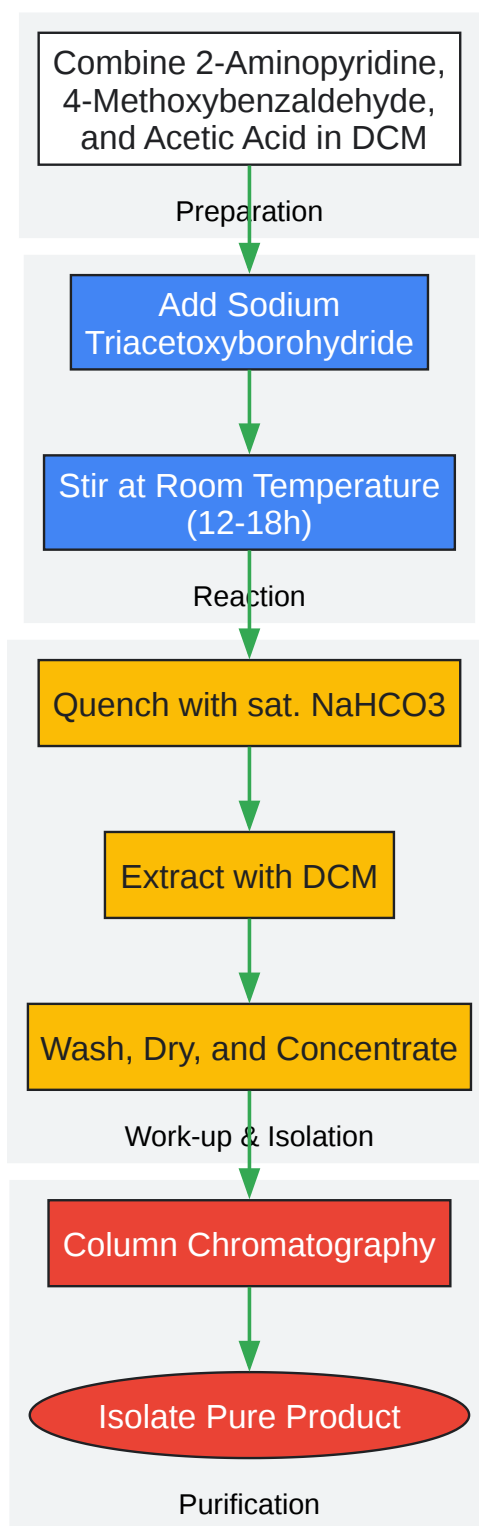 Combine 2-Aminopyridine,
4-Methoxybenzaldehyde,
and Acetic Acid in DCM
Preparation
Add Sodium
Triacetoxyborohydride
Stir at Room Temperature
(12-18h)
Reaction
Quench with sat. NaHCO3
Extract with DCM
Wash, Dry, and Concentrate
Work-up & Isolation
Column Chromatography
Isolate Pure Product
Purification